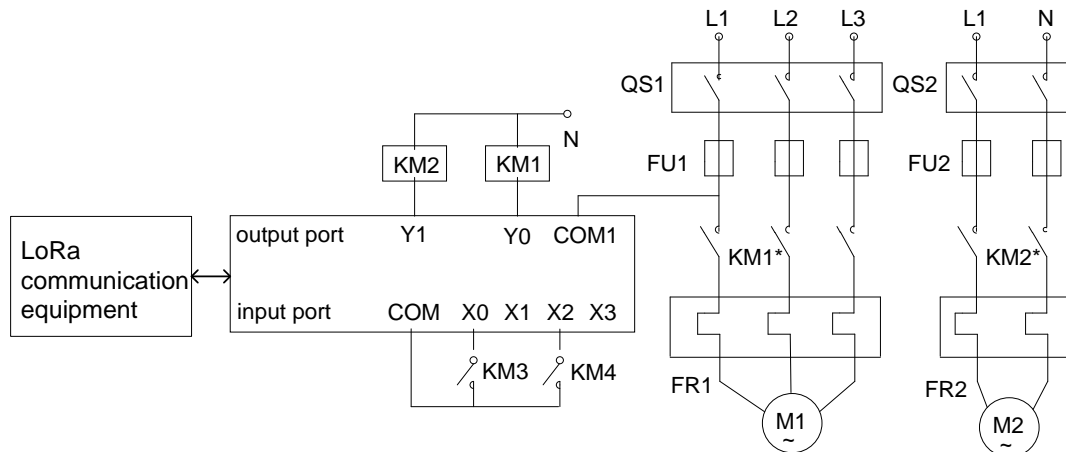 L1 L2 L3 L1 N
QS1 QS2
N
KM2 KM1 FU1 FU2
output port Y1 Y0 COM1
LoRa
communication
equipment
KM1* KM2*
input port COM X0 X1 X2 X3
KM3 KM4
FR1 FR2
M1
~
M2
~